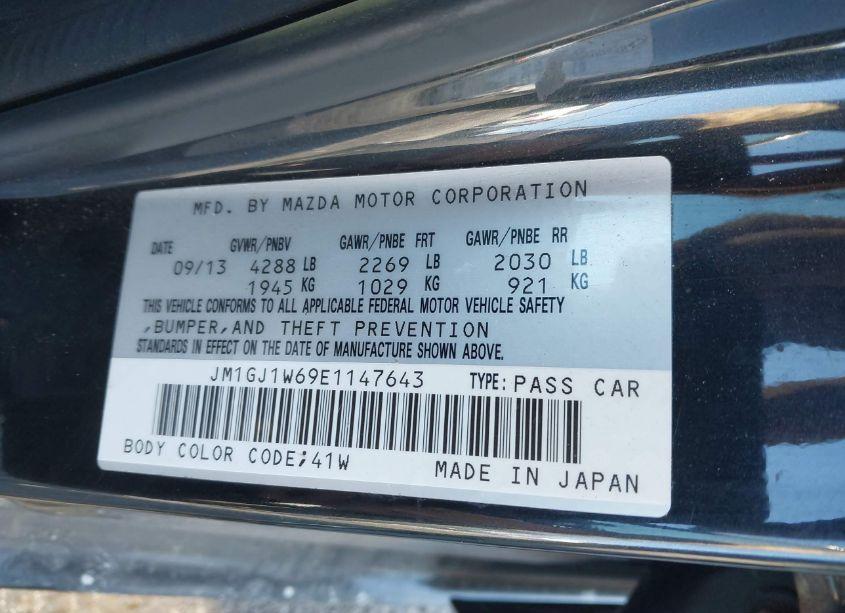 MFD. BY MAZDA MOTOR CORPORATION
DATE GVWR/PNBV GAWR/PNBE FRT GAWR/PNBE RR
09/13 4288 LB 2269 LB 2030 LB
1945 KG 1029 KG 921 KG
THIS VEHICLE CONFORMS TO ALL APPLICABLE FEDERAL MOTOR VEHICLE SAFETY
,BUMPER,AND THEFT PREVENTION
STANDARDS IN EFFECT ON THE DATE OF MANUFACTURE SHOWN ABOVE.
JM1GJ1W69E1147643 TYPE: PASS CAR
BODY COLOR CODE;41W MADE IN JAPAN